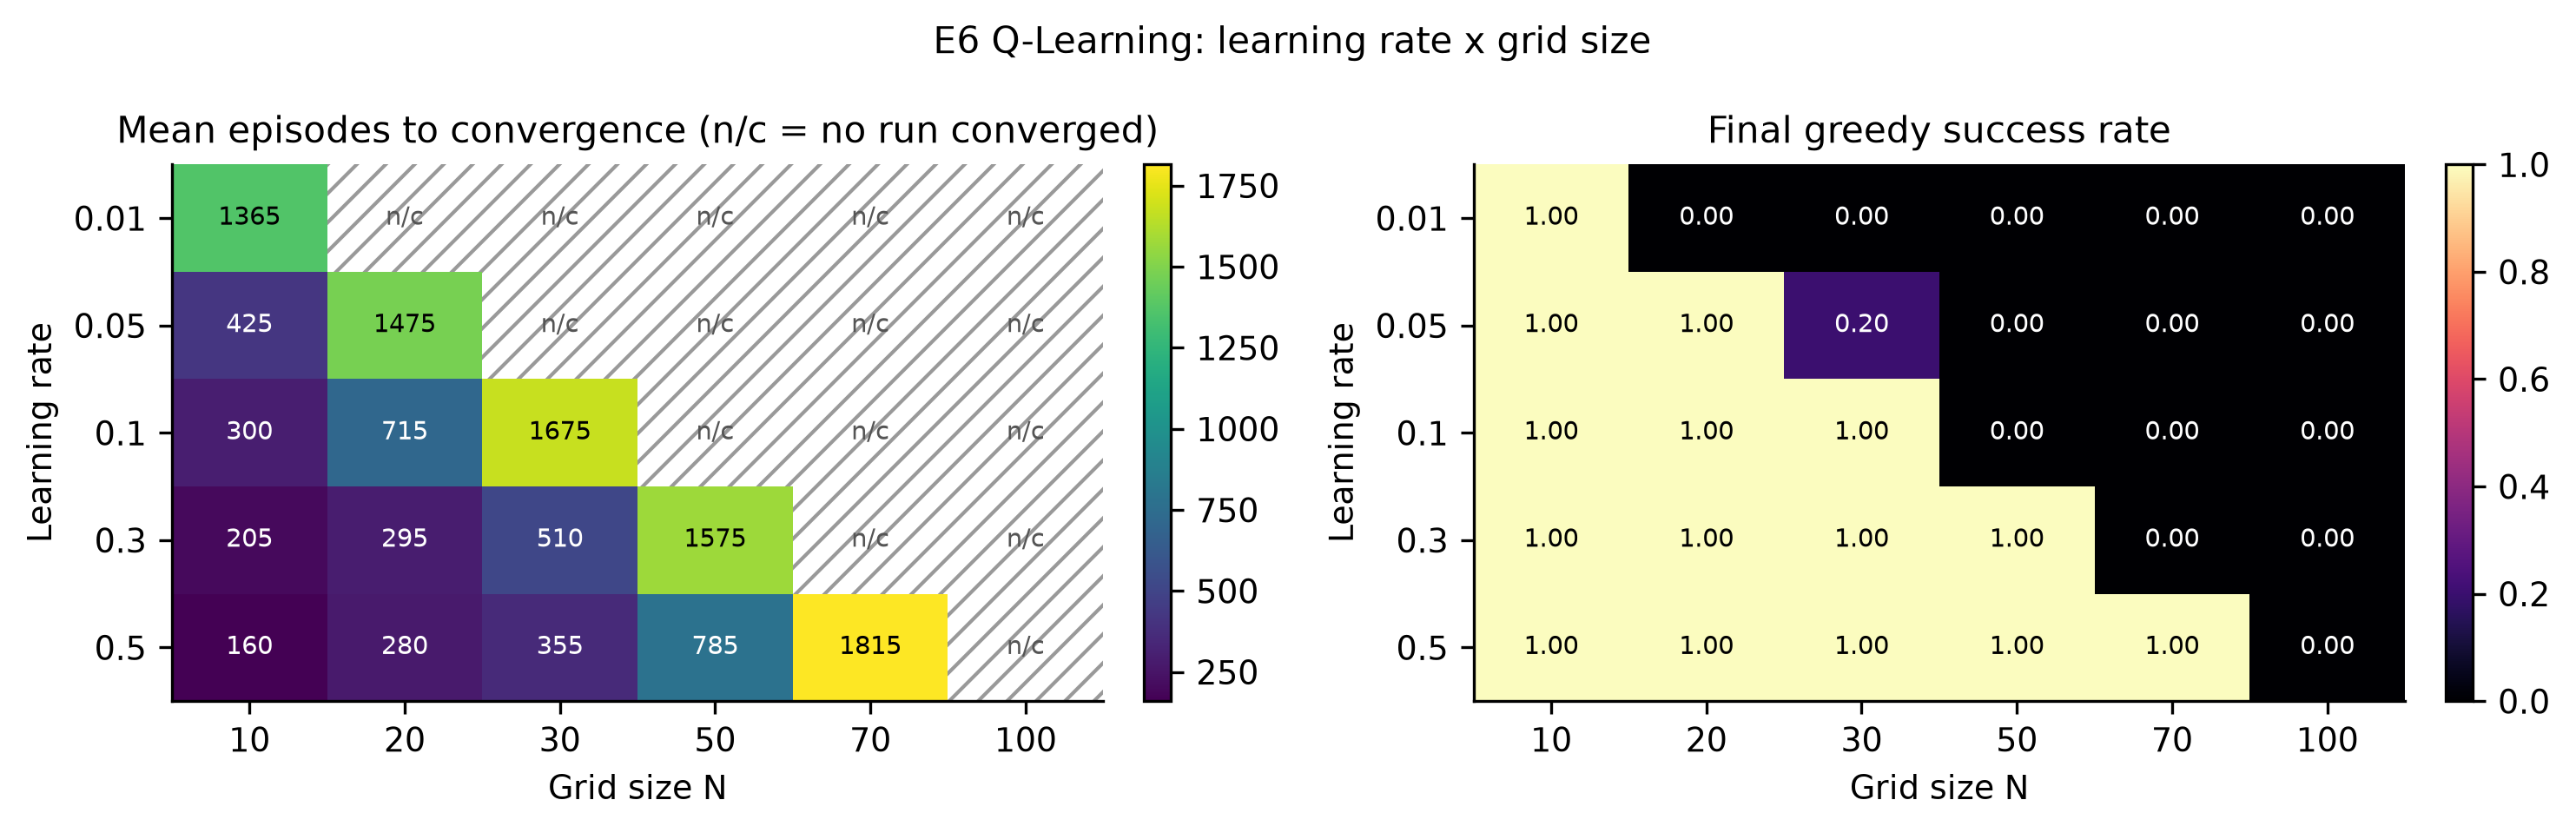 E6 Q-Learning: learning rate x grid size
Mean episodes to convergence (n/c = no run converged)
Learning rate
0.01 1365 n/c n/c n/c n/c n/c
0.05 425 1475 n/c n/c n/c n/c
0.1 300 715 1675 n/c n/c n/c
0.3 205 295 510 1575 n/c n/c
0.5 160 280 355 785 1815 n/c
10 20 30 50 70 100
Grid size N
1750
1500
1250
1000
750
500
250
Final greedy success rate
Learning rate
0.01 1.00 0.00 0.00 0.00 0.00 0.00
0.05 1.00 1.00 0.20 0.00 0.00 0.00
0.1 1.00 1.00 1.00 0.00 0.00 0.00
0.3 1.00 1.00 1.00 1.00 0.00 0.00
0.5 1.00 1.00 1.00 1.00 1.00 0.00
10 20 30 50 70 100
Grid size N
1.0
0.8
0.6
0.4
0.2
0.0